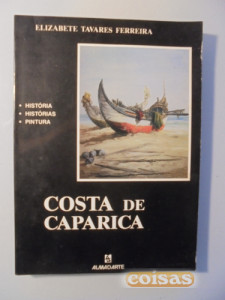 ELIZABETE TAVARES FERREIRA
• HISTÓRIA
• HISTÓRIAS
• PINTURA
COSTA DE
CAPARICA
ALMADARTE
coisas